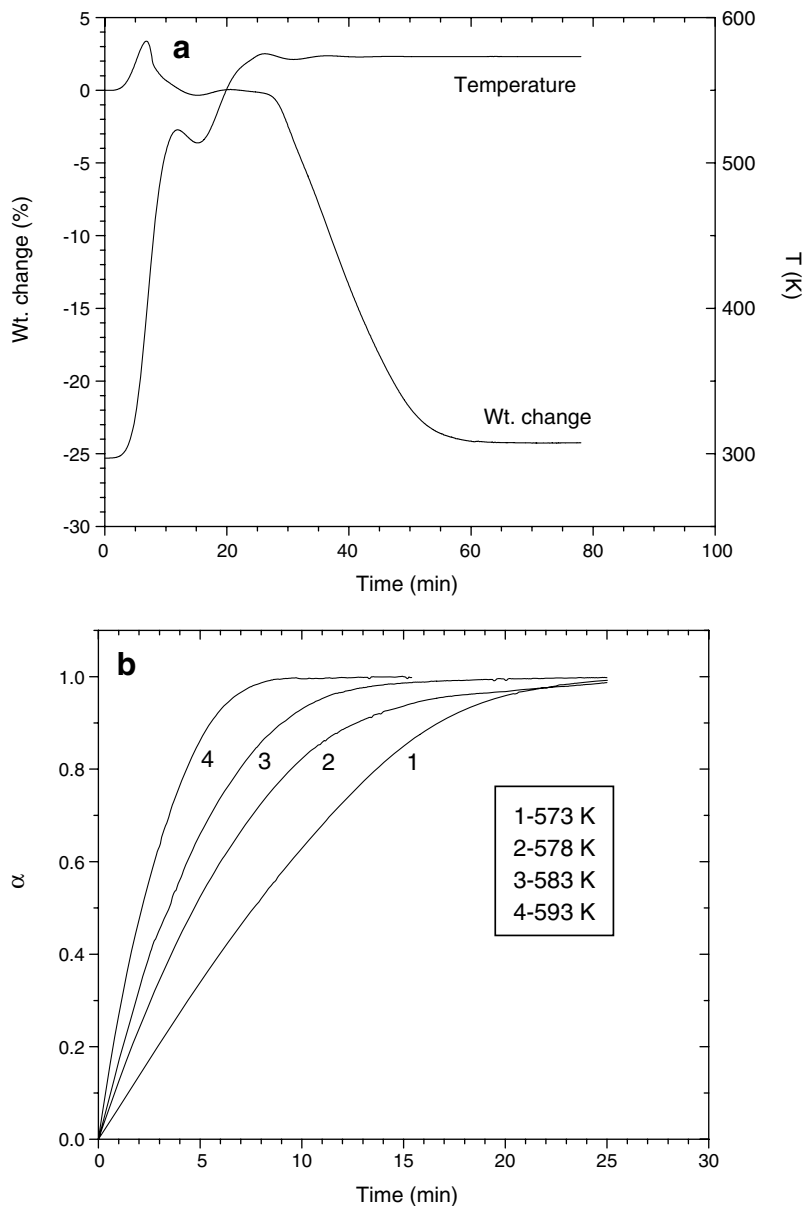 a
5
0
-5
-10
-15
-20
-25
-30
Wt. change (%)
600
500
400
300
T (K)
Temperature
Wt. change
0 20 40 60 80 100
Time (min)
b
1.0
0.8
0.6
0.4
0.2
0.0
α
4 3 2 1
1-573 K
2-578 K
3-583 K
4-593 K
0 5 10 15 20 25 30
Time (min)